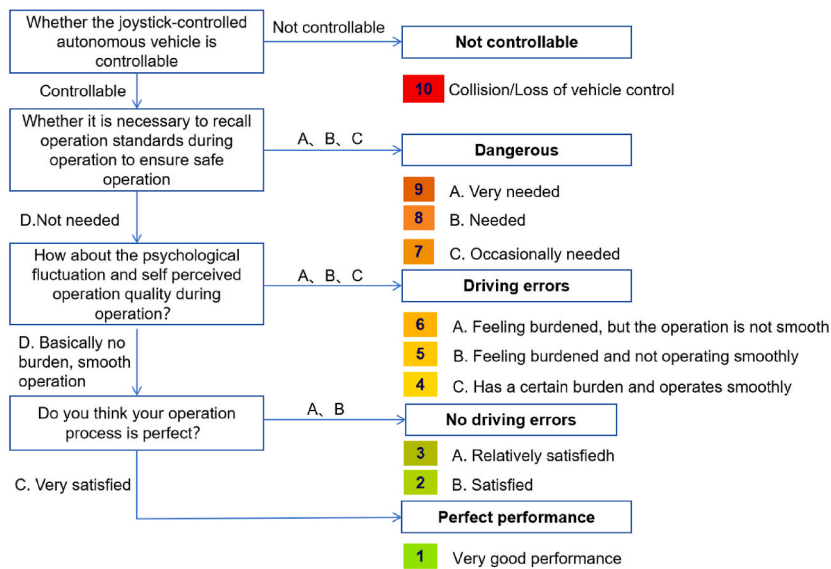 Whether the joystick-controlled
autonomous vehicle is
controllable
Not controllable
Not controllable
10 Collision/Loss of vehicle control
Controllable
Whether it is necessary to recall
operation standards during
operation to ensure safe
operation
A、B、C
Dangerous
9 A. Very needed
8 B. Needed
7 C. Occasionally needed
D.Not needed
How about the psychological
fluctuation and self perceived
operation quality during
operation?
A、B、C
Driving errors
6 A. Feeling burdened, but the operation is not smooth
5 B. Feeling burdened and not operating smoothly
4 C. Has a certain burden and operates smoothly
D. Basically no
burden, smooth
operation
Do you think your operation
process is perfect?
A、B
No driving errors
3 A. Relatively satisfiedh
2 B. Satisfied
C. Very satisfied
Perfect performance
1 Very good performance